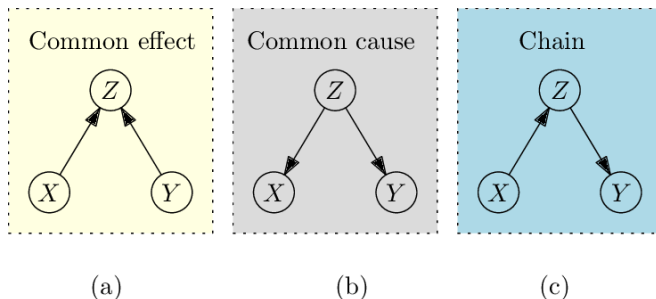 Common effect
Z
X Y
(a)
Common cause
Z
X Y
(b)
Chain
Z
X Y
(c)